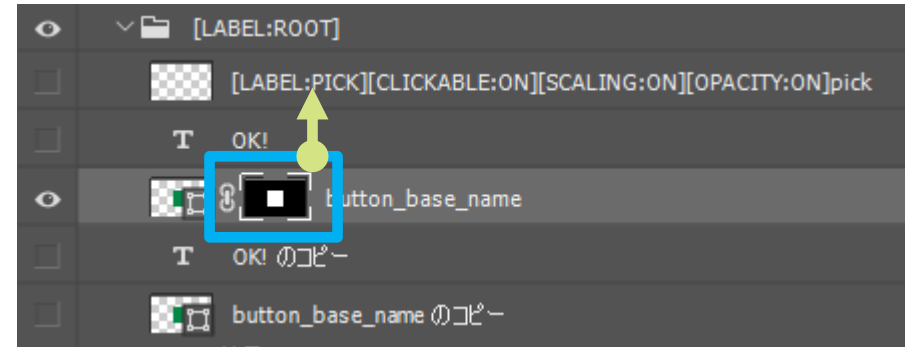 [LABEL:ROOT]
[LABEL:PICK][CLICKABLE:ON][SCALING:ON][OPACITY:ON]pick
T OK!
button_base_name
T OK! のコピー
button_base_name のコピー